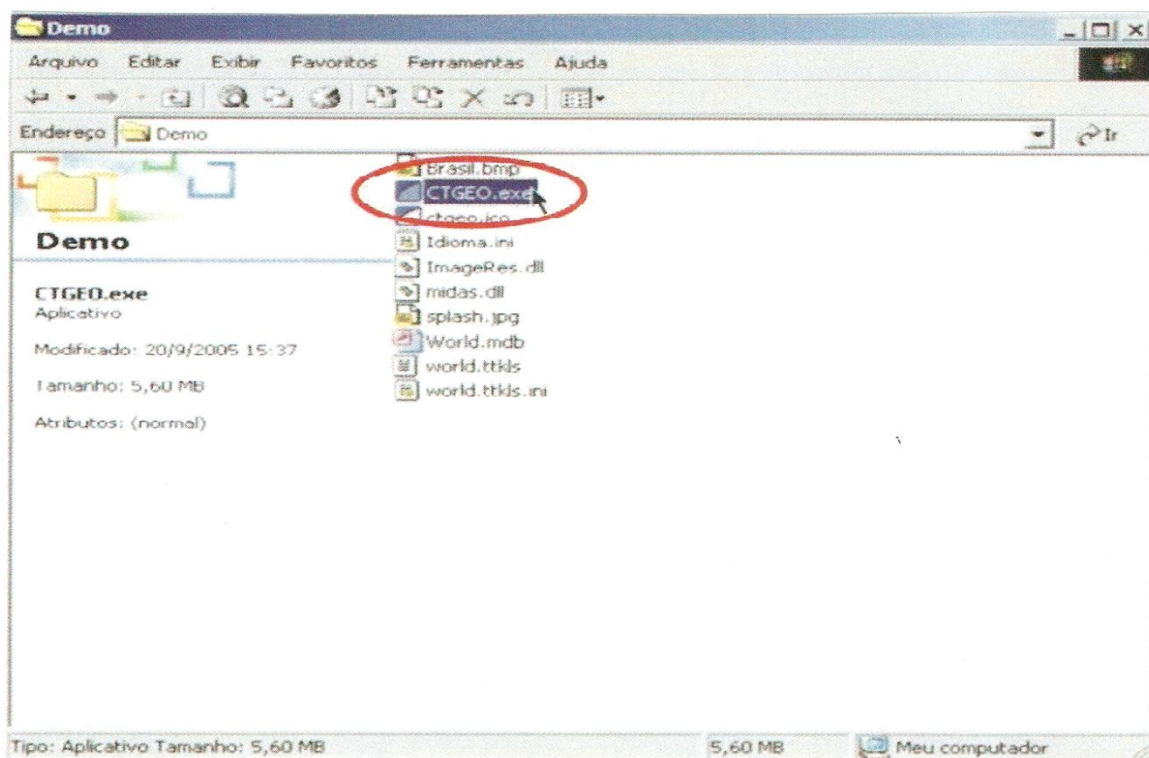 Demo
Arquivo Editar Exibir Favoritos Ferramentas Ajuda
Endereço Demo Ir
Brasil.bmp
CTGEO.exe
ctgeo.ico
Idioma.ini
ImageRes.dll
midas.dll
splash.jpg
World.mdb
world.ttkls
world.ttkls.ini
Demo
CTGEO.exe
Aplicativo
Modificado: 20/9/2005 15:37
Tamanho: 5,60 MB
Atributos: (normal)
Tipo: Aplicativo Tamanho: 5,60 MB 5,60 MB Meu computador